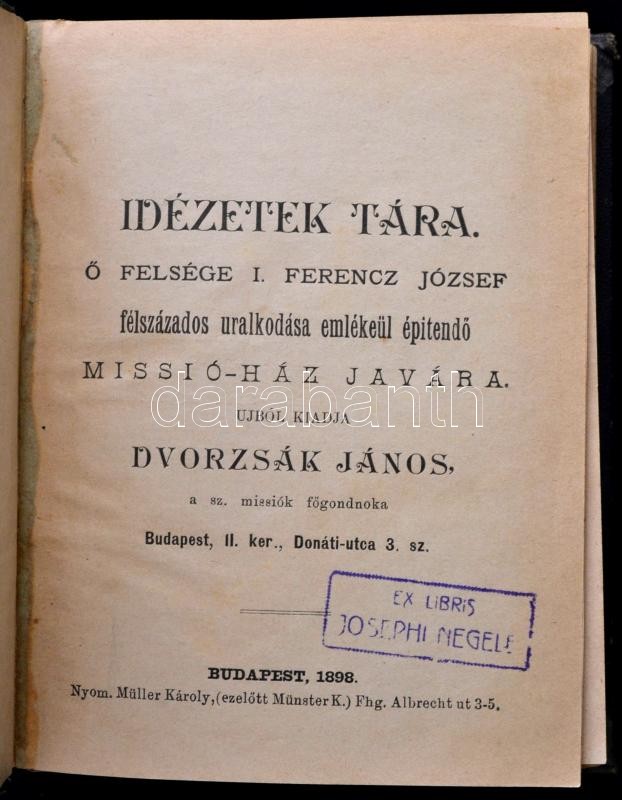 IDÉZETEK TÁRA.
Ő FELSÉGE I. FERENCZ JÓZSEF
félszázados uralkodása emlékeül épitendő
MISSIÓ-HÁZ JAVÁRA.
darabanth
UJBÓL KIADJA
DVORZSÁK JÁNOS,
a sz. missiók főgondnoka
Budapest, II. ker., Donáti-utca 3. sz.
EX LIBRIS
JOSEPHI NEGELE
BUDAPEST, 1898.
Nyom. Müller Károly, (ezelőtt Münster K.) Fhg. Albrecht ut 3-5.